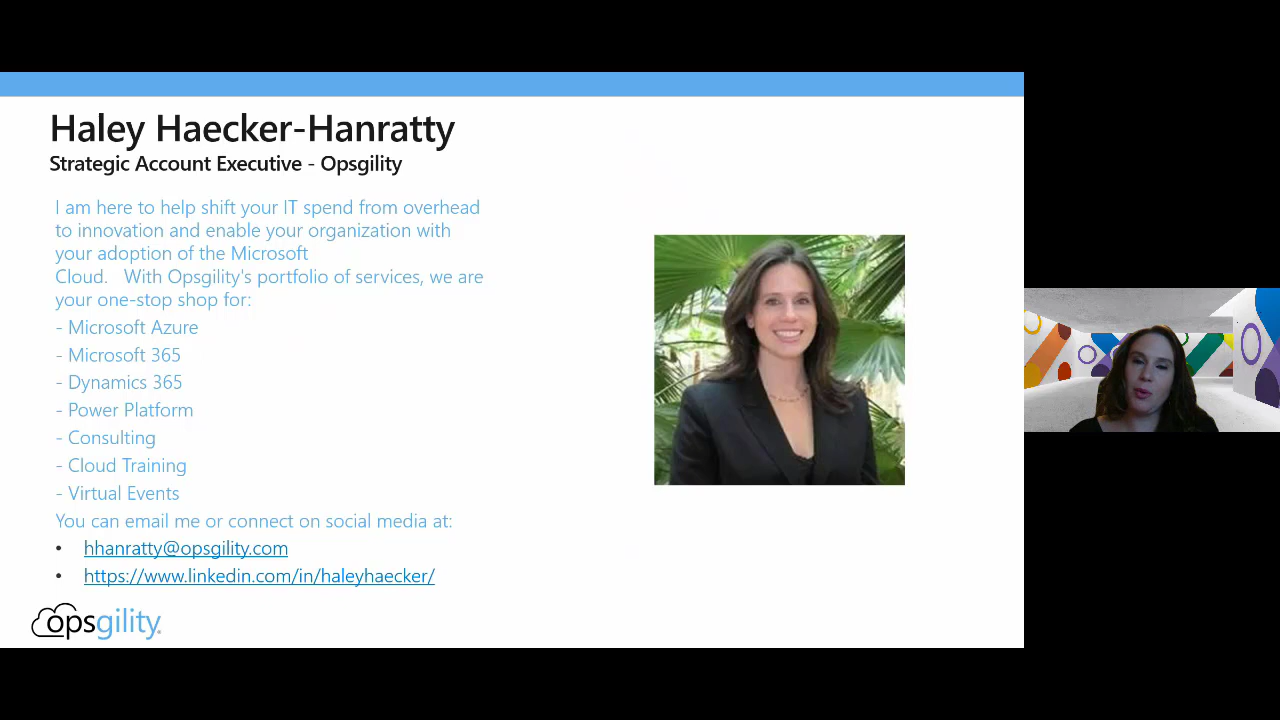 Haley Haecker-Hanratty
Strategic Account Executive - Opsgility
I am here to help shift your IT spend from overhead
to innovation and enable your organization with
your adoption of the Microsoft
Cloud.   With Opsgility's portfolio of services, we are
your one-stop shop for:
- Microsoft Azure
- Microsoft 365
- Dynamics 365
- Power Platform
- Consulting
- Cloud Training
- Virtual Events
You can email me or connect on social media at:
• hhanratty@opsgility.com
• https://www.linkedin.com/in/haleyhaecker/
opsgility